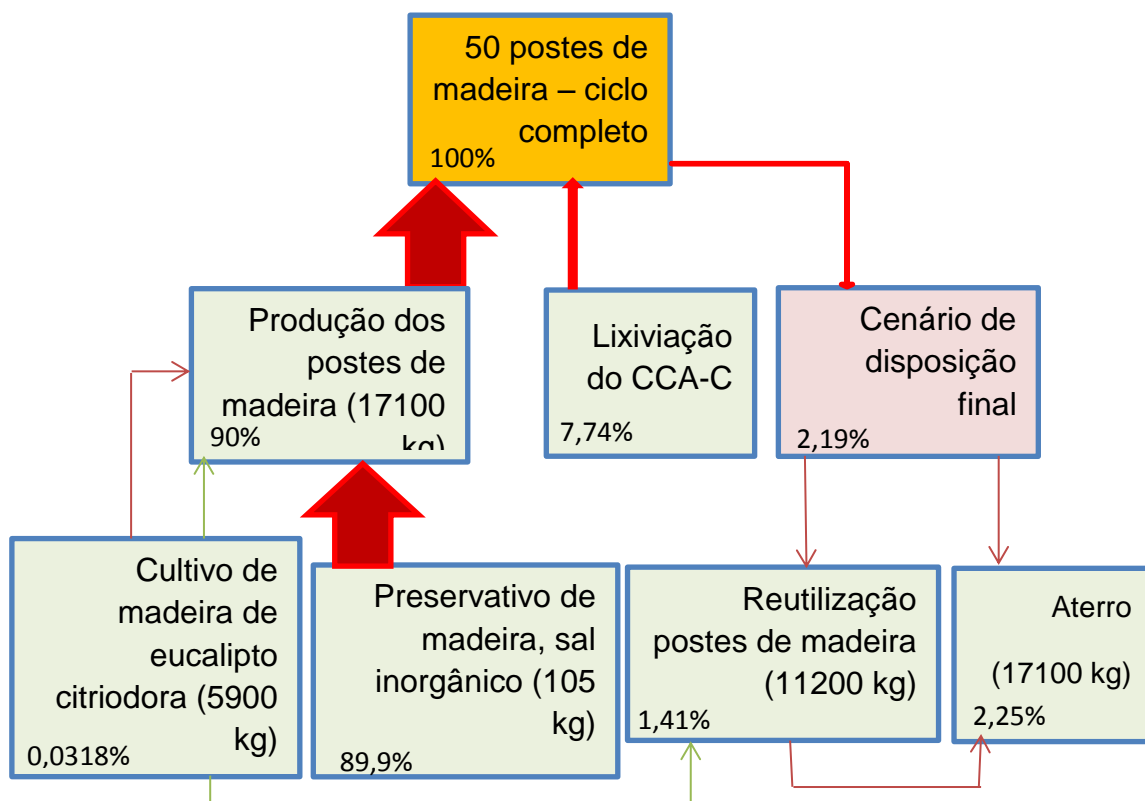 50 postes de
madeira – ciclo
completo
100%
Produção dos
postes de
madeira (17100
kg)
90%
Lixiviação
do CCA-C
7,74%
Cenário de
disposição
final
2,19%
Cultivo de
madeira de
eucalipto
citriodora (5900
kg)
0,0318%
Preservativo de
madeira, sal
inorgânico (105
kg)
89,9%
Reutilização
postes de madeira
(11200 kg)
1,41%
Aterro
(17100 kg)
2,25%